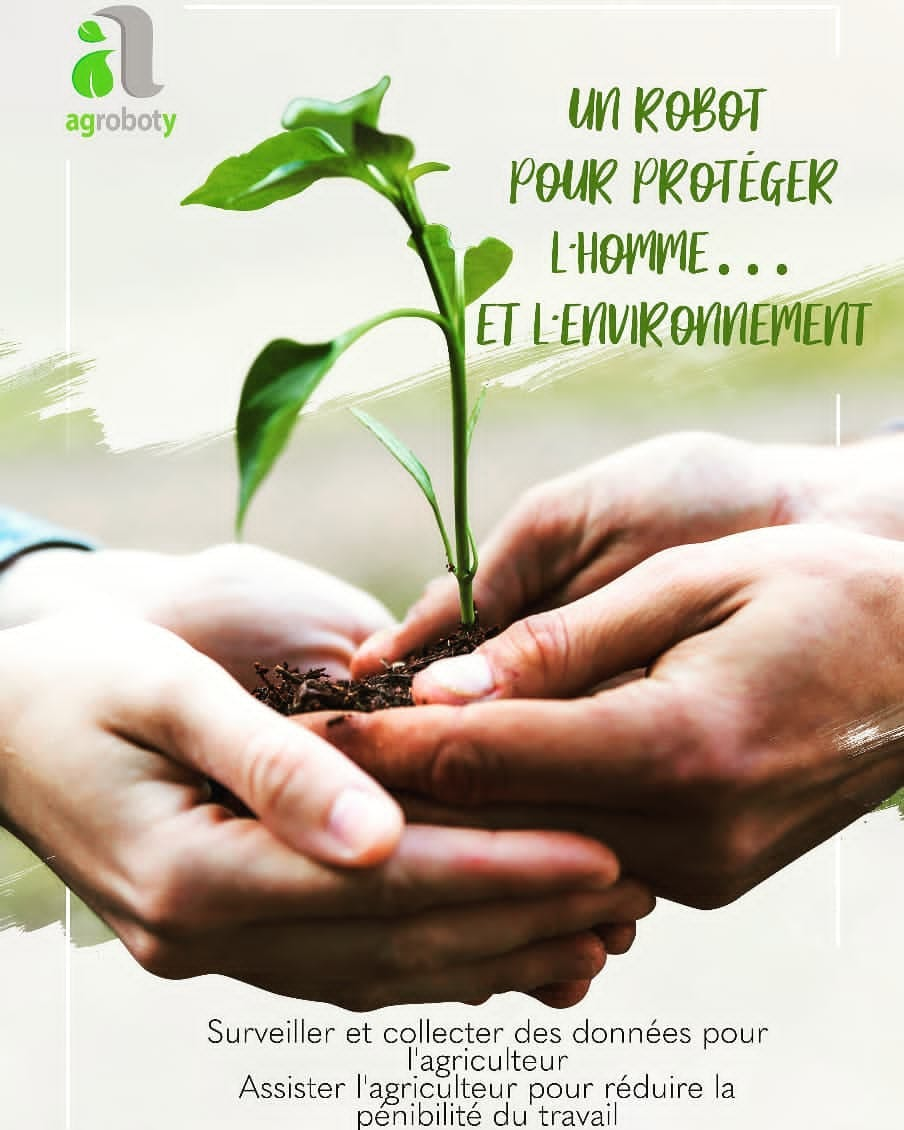 agroboty
UN ROBOT
POUR PROTÉGER
L'HOMME...
ET L'ENVIRONNEMENT
Surveiller et collecter des données pour
l'agriculteur
Assister l'agriculteur pour réduire la
pénibilité du travail